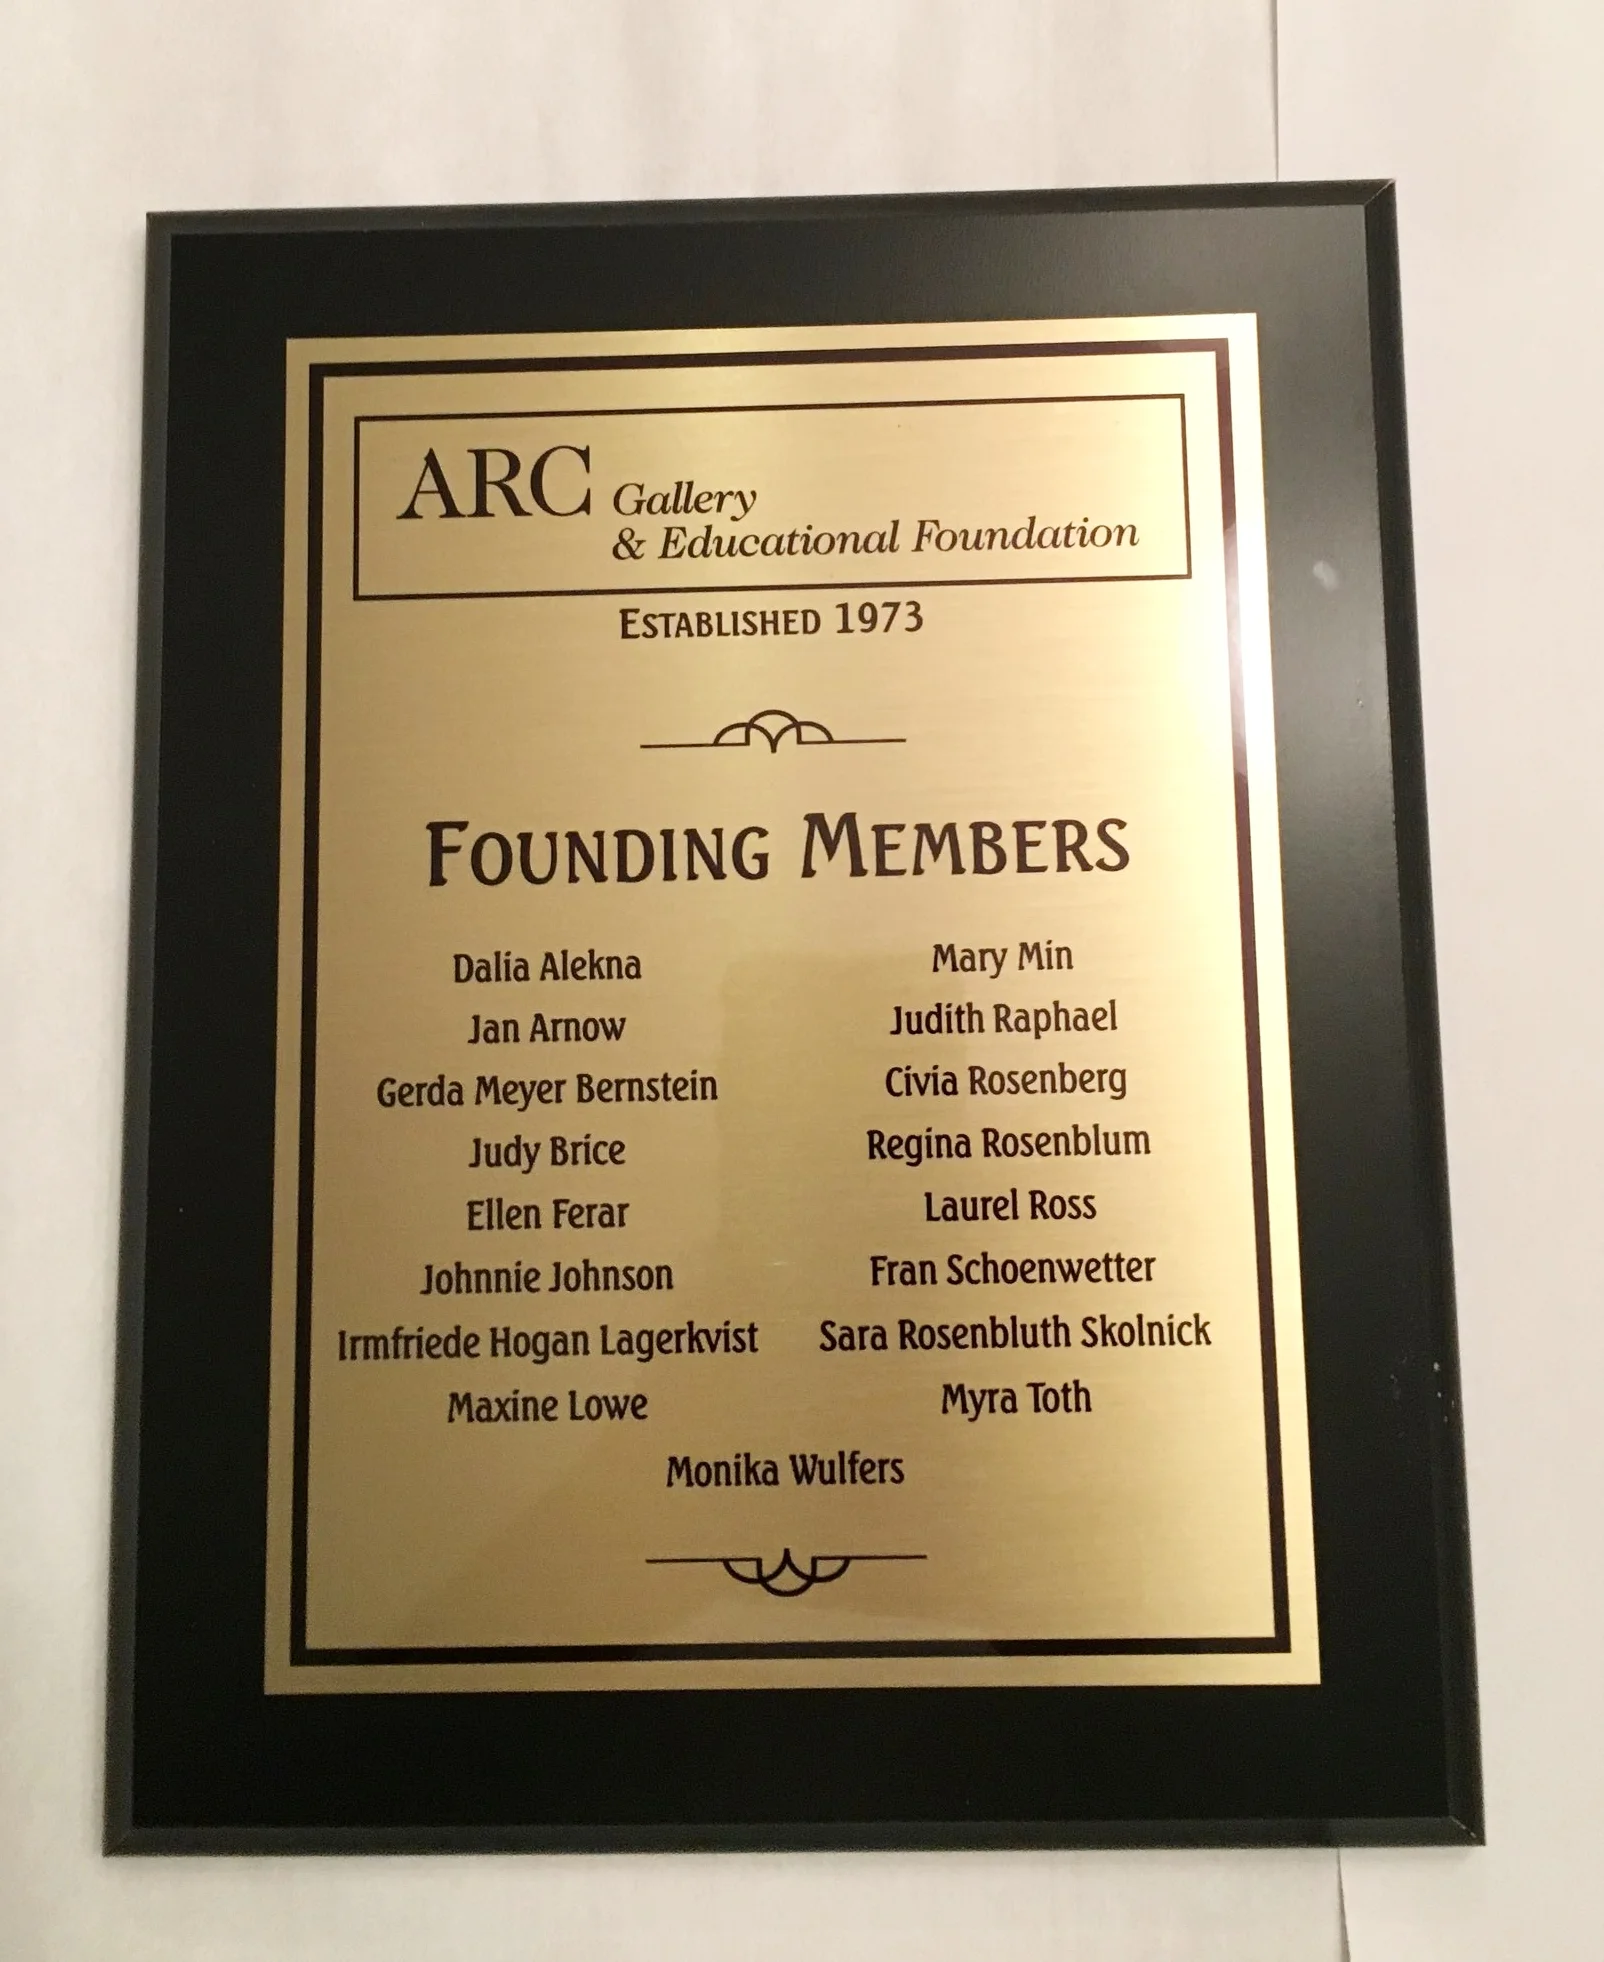 ARC Gallery
& Educational Foundation
ESTABLISHED 1973
FOUNDING MEMBERS
Dalia Alekna
Jan Arnow
Gerda Meyer Bernstein
Judy Brice
Ellen Ferar
Johnnie Johnson
Irmfriede Hogan Lagerkvist
Maxine Lowe
Mary Min
Judith Raphael
Civia Rosenberg
Regina Rosenblum
Laurel Ross
Fran Schoenwetter
Sara Rosenbluth Skolnick
Myra Toth
Monika Wulfers